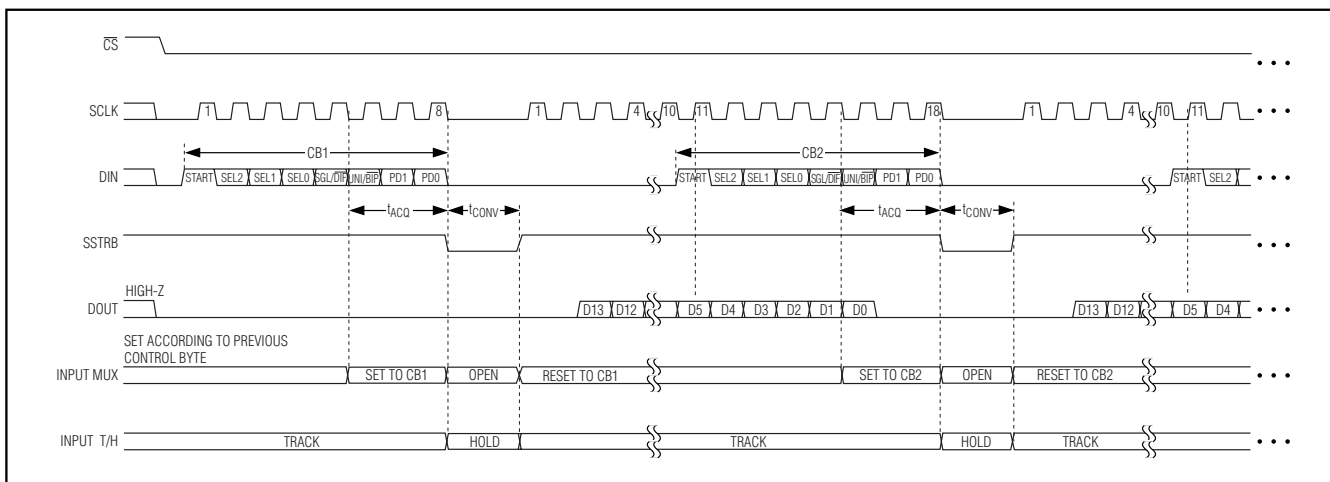 CS
SCLK 1 8 1 4 10 11 18 1 4 10 11
CB1 CB2
DIN START SEL2 SEL1 SEL0 SGL/DIF UNI/BIP PD1 PD0 START SEL2 SEL1 SEL0 SGL/DIF UNI/BIP PD1 PD0 START SEL2
tACQ tCONV tACQ tCONV
SSTRB
HIGH-Z
DOUT D13 D12 D5 D4 D3 D2 D1 D0 D13 D12 D5 D4
SET ACCORDING TO PREVIOUS
CONTROL BYTE
INPUT MUX SET TO CB1 OPEN RESET TO CB1 SET TO CB2 OPEN RESET TO CB2
INPUT T/H TRACK HOLD TRACK HOLD TRACK